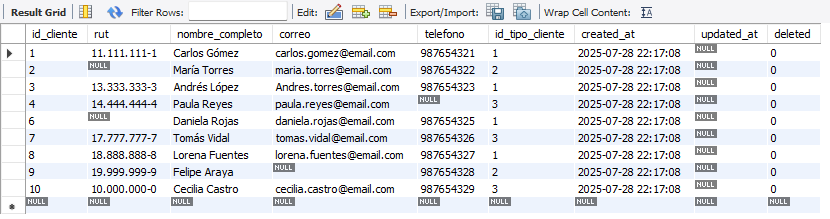 Result Grid Filter Rows: Edit: Export/Import: Wrap Cell Content:
id_cliente rut nombre_completo correo telefono id_tipo_cliente created_at updated_at deleted
1 11.111.111-1 Carlos Gómez carlos.gomez@email.com 987654321 1 2025-07-28 22:17:08 NULL 0
2 NULL María Torres maria.torres@email.com 987654322 2 2025-07-28 22:17:08 NULL 0
3 13.333.333-3 Andrés López Andres.torres@email.com 987654323 1 2025-07-28 22:17:08 NULL 0
4 14.444.444-4 Paula Reyes paula.reyes@email.com NULL 3 2025-07-28 22:17:08 NULL 0
6 NULL Daniela Rojas daniela.rojas@email.com 987654325 1 2025-07-28 22:17:08 NULL 0
7 17.777.777-7 Tomás Vidal tomas.vidal@email.com 987654326 3 2025-07-28 22:17:08 NULL 0
8 18.888.888-8 Lorena Fuentes lorena.fuentes@email.com 987654327 1 2025-07-28 22:17:08 NULL 0
9 19.999.999-9 Felipe Araya NULL 987654328 2 2025-07-28 22:17:08 NULL 0
10 10.000.000-0 Cecilia Castro cecilia.castro@email.com 987654329 3 2025-07-28 22:17:08 NULL 0
NULL NULL NULL NULL NULL NULL NULL NULL NULL